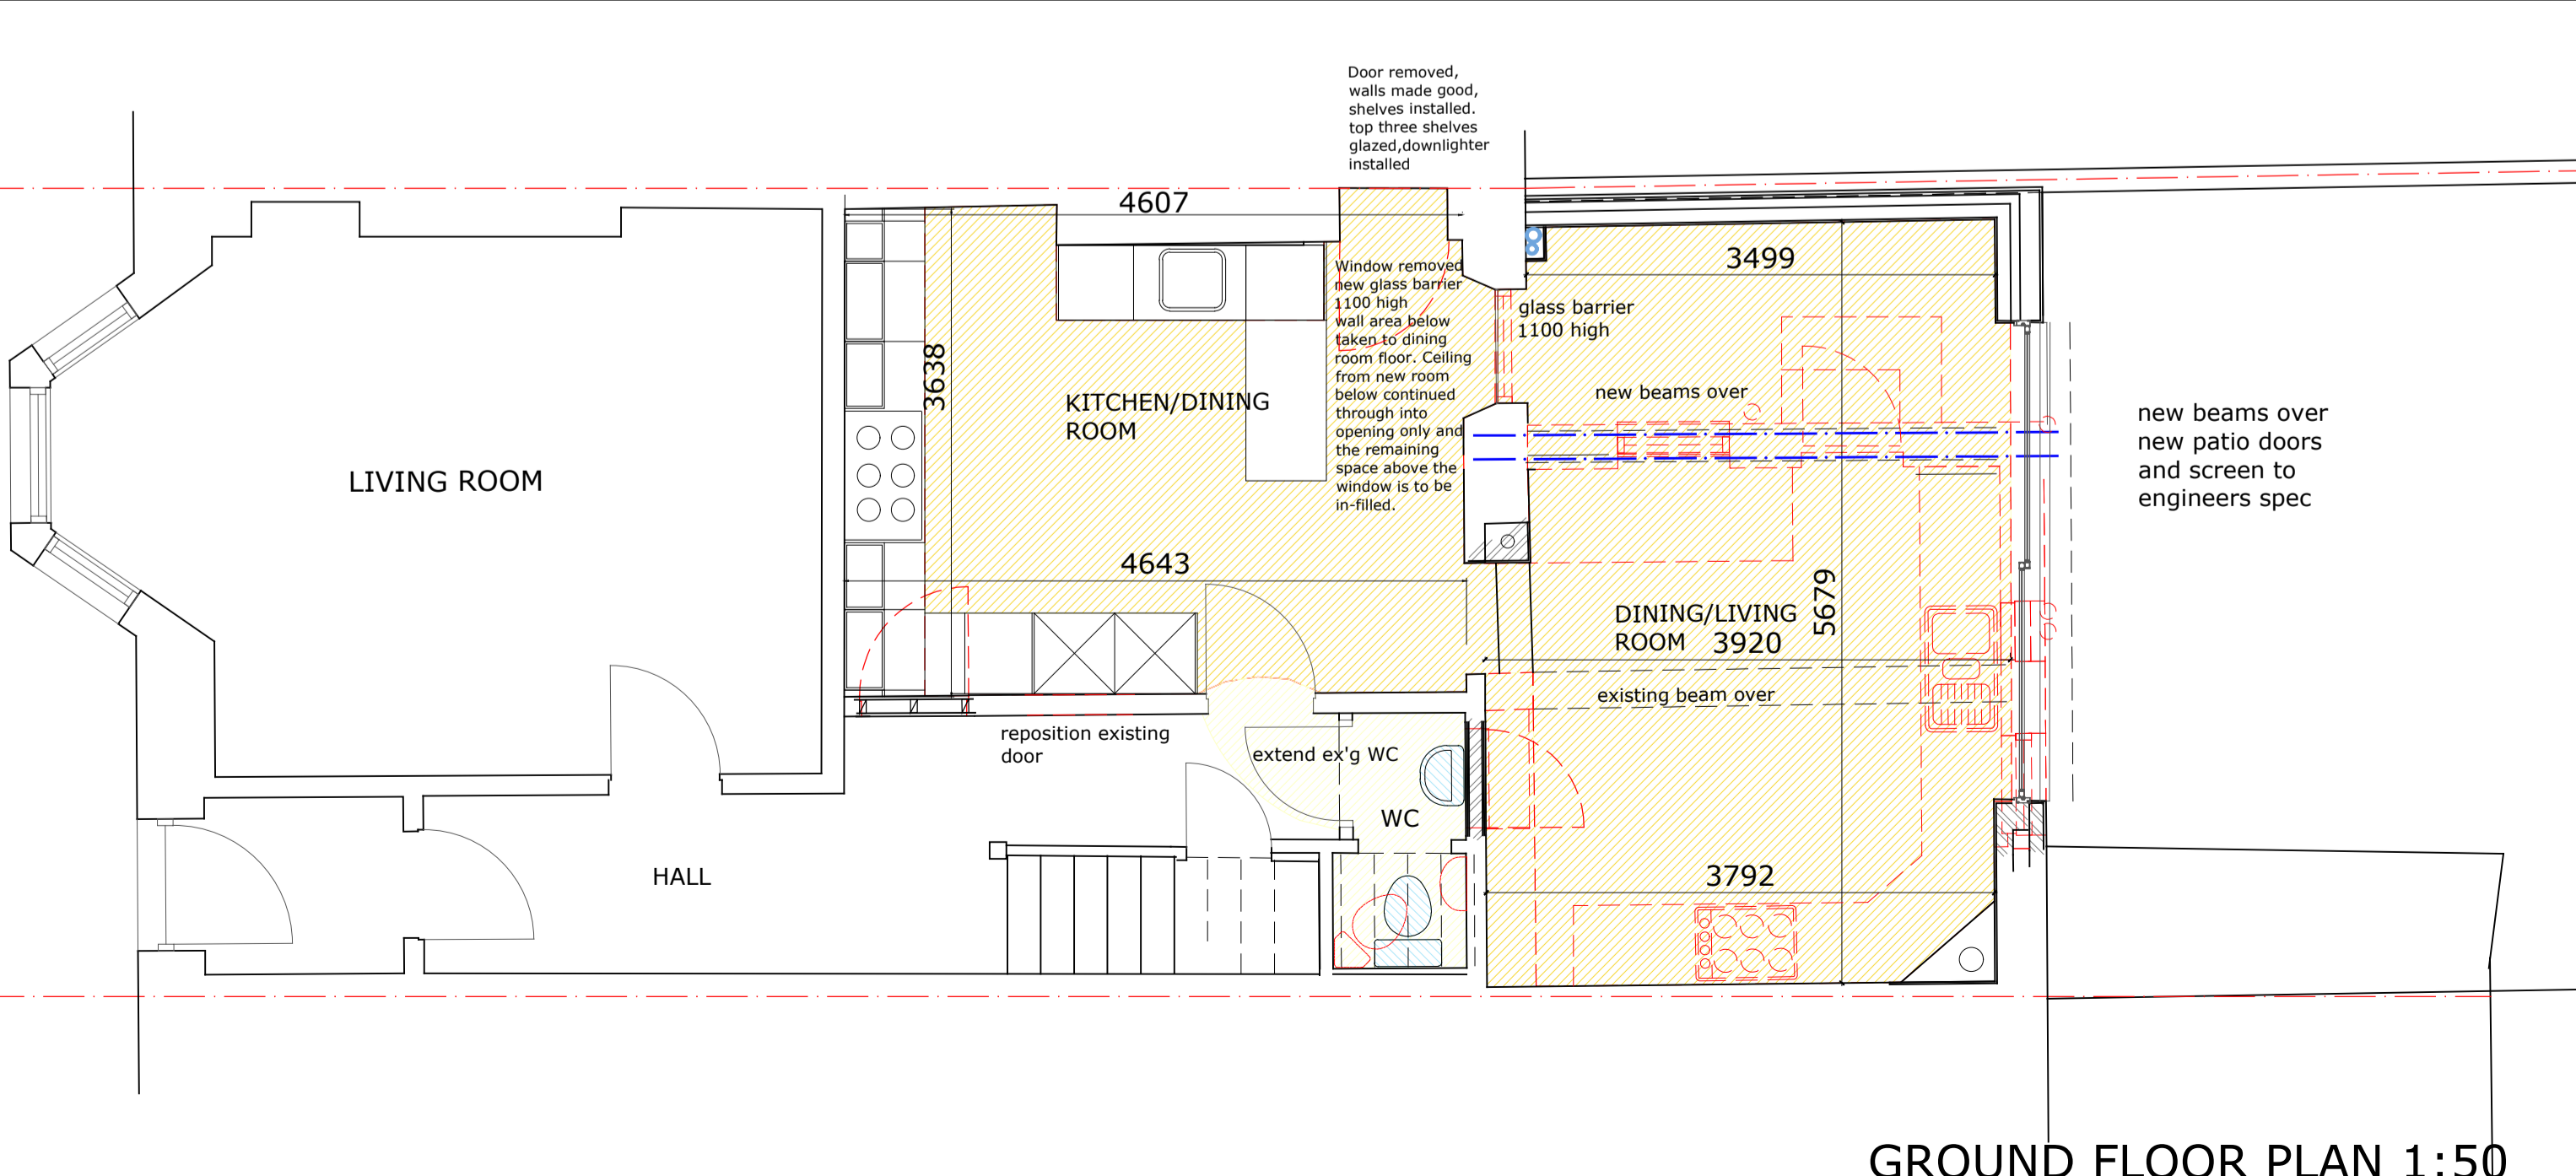 Door removed,
walls made good,
shelves installed.
top three shelves
glazed,downlighter
installed
4607
3499
Window removed
new glass barrier
1100 high
wall area below
taken to dining
room floor. Ceiling
from new room
below continued
through into
opening only and
the remaining
space above the
window is to be
in-filled.
glass barrier
1100 high
3638
KITCHEN/DINING
ROOM
new beams over
new beams over
new patio doors
and screen to
engineers spec
LIVING ROOM
4643
DINING/LIVING
ROOM
3920
5679
existing beam over
reposition existing
door
extend ex'g WC
WC
HALL
3792
GROUND FLOOR PLAN 1:50